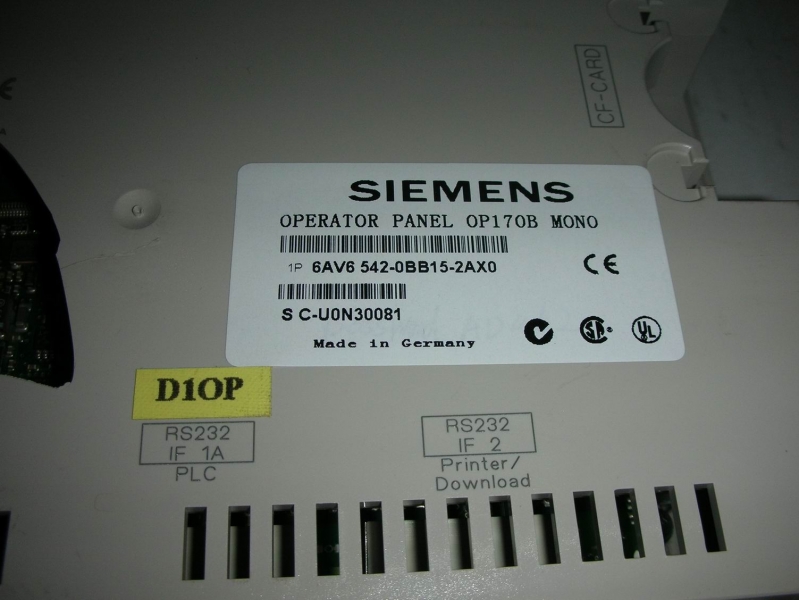 CF-CARD
SIEMENS
OPERATOR PANEL OP170B MONO
1P 6AV6 542-0BB15-2AX0
CE
S C-U0N30081
Made in Germany
D1OP
RS232
IF 1A
PLC
RS232
IF 2
Printer/
Download